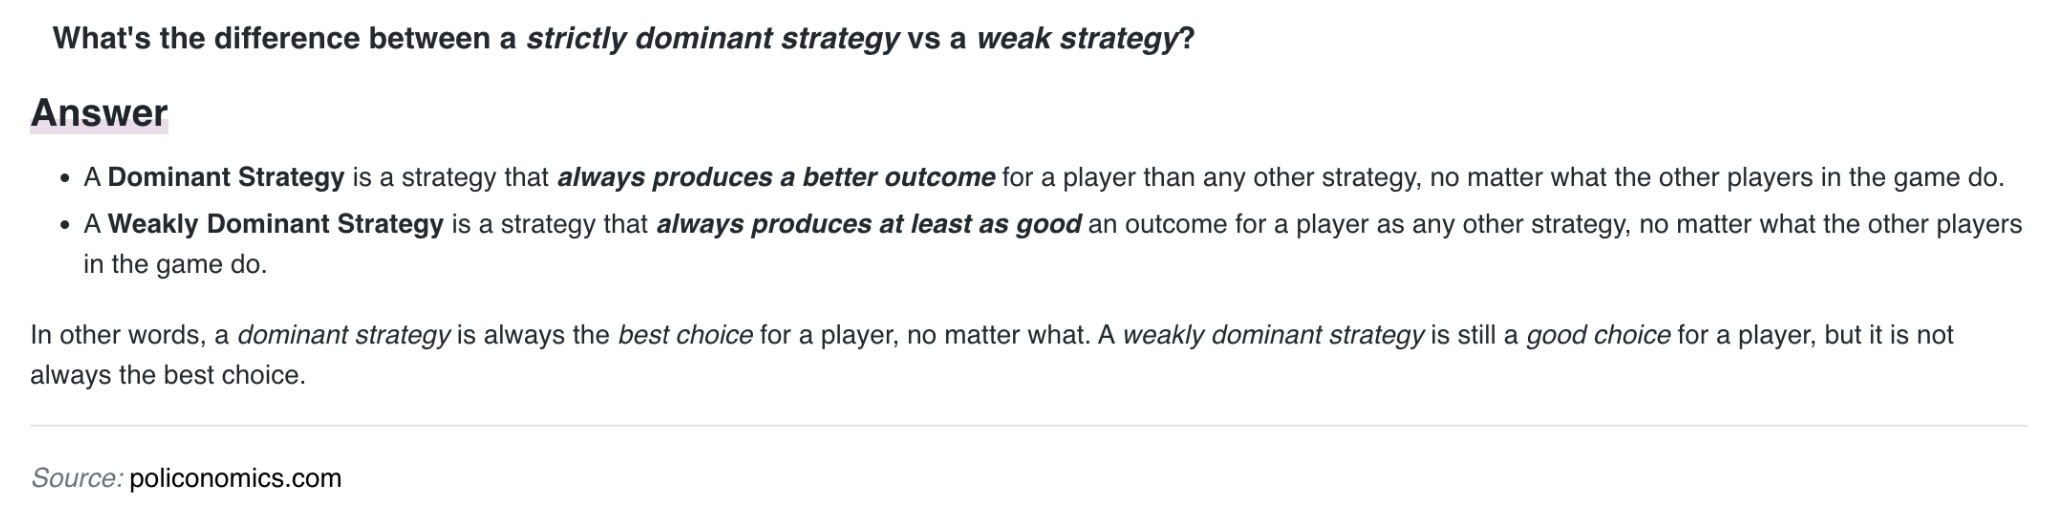 What's the difference between a strictly dominant strategy vs a weak strategy?
Answer
• A Dominant Strategy is a strategy that always produces a better outcome for a player than any other strategy, no matter what the other players in the game do.
• A Weakly Dominant Strategy is a strategy that always produces at least as good an outcome for a player as any other strategy, no matter what the other players
in the game do.
In other words, a dominant strategy is always the best choice for a player, no matter what. A weakly dominant strategy is still a good choice for a player, but it is not
always the best choice.
Source: policonomics.com